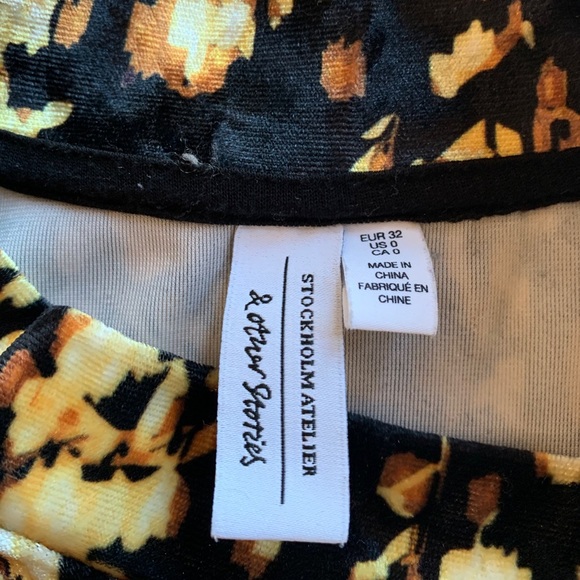 STOCKHOLM ATELIER
& other Stories
EUR 32
US 0
CA 0
MADE IN
CHINA
FABRIQUÉ EN
CHINE